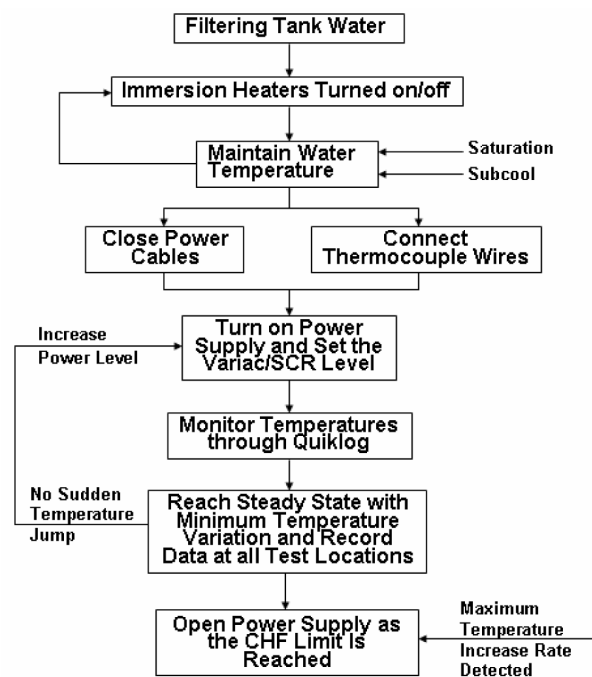 Filtering Tank Water
Immersion Heaters Turned on/off
Maintain Water
Temperature
Saturation
Subcool
Close Power
Cables
Connect
Thermocouple Wires
Increase
Power Level
Turn on Power
Supply and Set the
Variac/SCR Level
Monitor Temperatures
through Quiklog
No Sudden
Temperature
Jump
Reach Steady State with
Minimum Temperature
Variation and Record
Data at all Test Locations
Open Power Supply as
the CHF Limit Is
Reached
Maximum
Temperature
Increase Rate
Detected